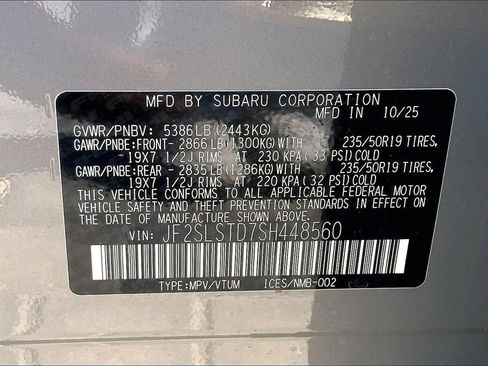 MFD BY SUBARU CORPORATION
MFD IN 10/25
GVWR/PNBV: 5386LB(2443KG)
GAWR/PNBE:FRONT- 2866LB(1300KG)WITH 235/50R19 TIRES,
-19X7 1/2J RIMS AT 230 KPA(33 PSI)COLD
GAWR/PNBE:REAR - 2835LB(1286KG)WITH 235/50R19 TIRES,
-19X7 1/2J RIMS AT 220 KPA(32 PSI)COLD
THIS VEHICLE CONFORMS TO ALL APPLICABLE FEDERAL MOTOR
VEHICLE SAFETY AND THEFT PREVENTION STANDARDS IN EFFECT
ON THE DATE OF MANUFACTURE SHOWN ABOVE.
VIN: JF2SLSTD7SH448560
TYPE:MPV/VTUM ICES/NMB-002